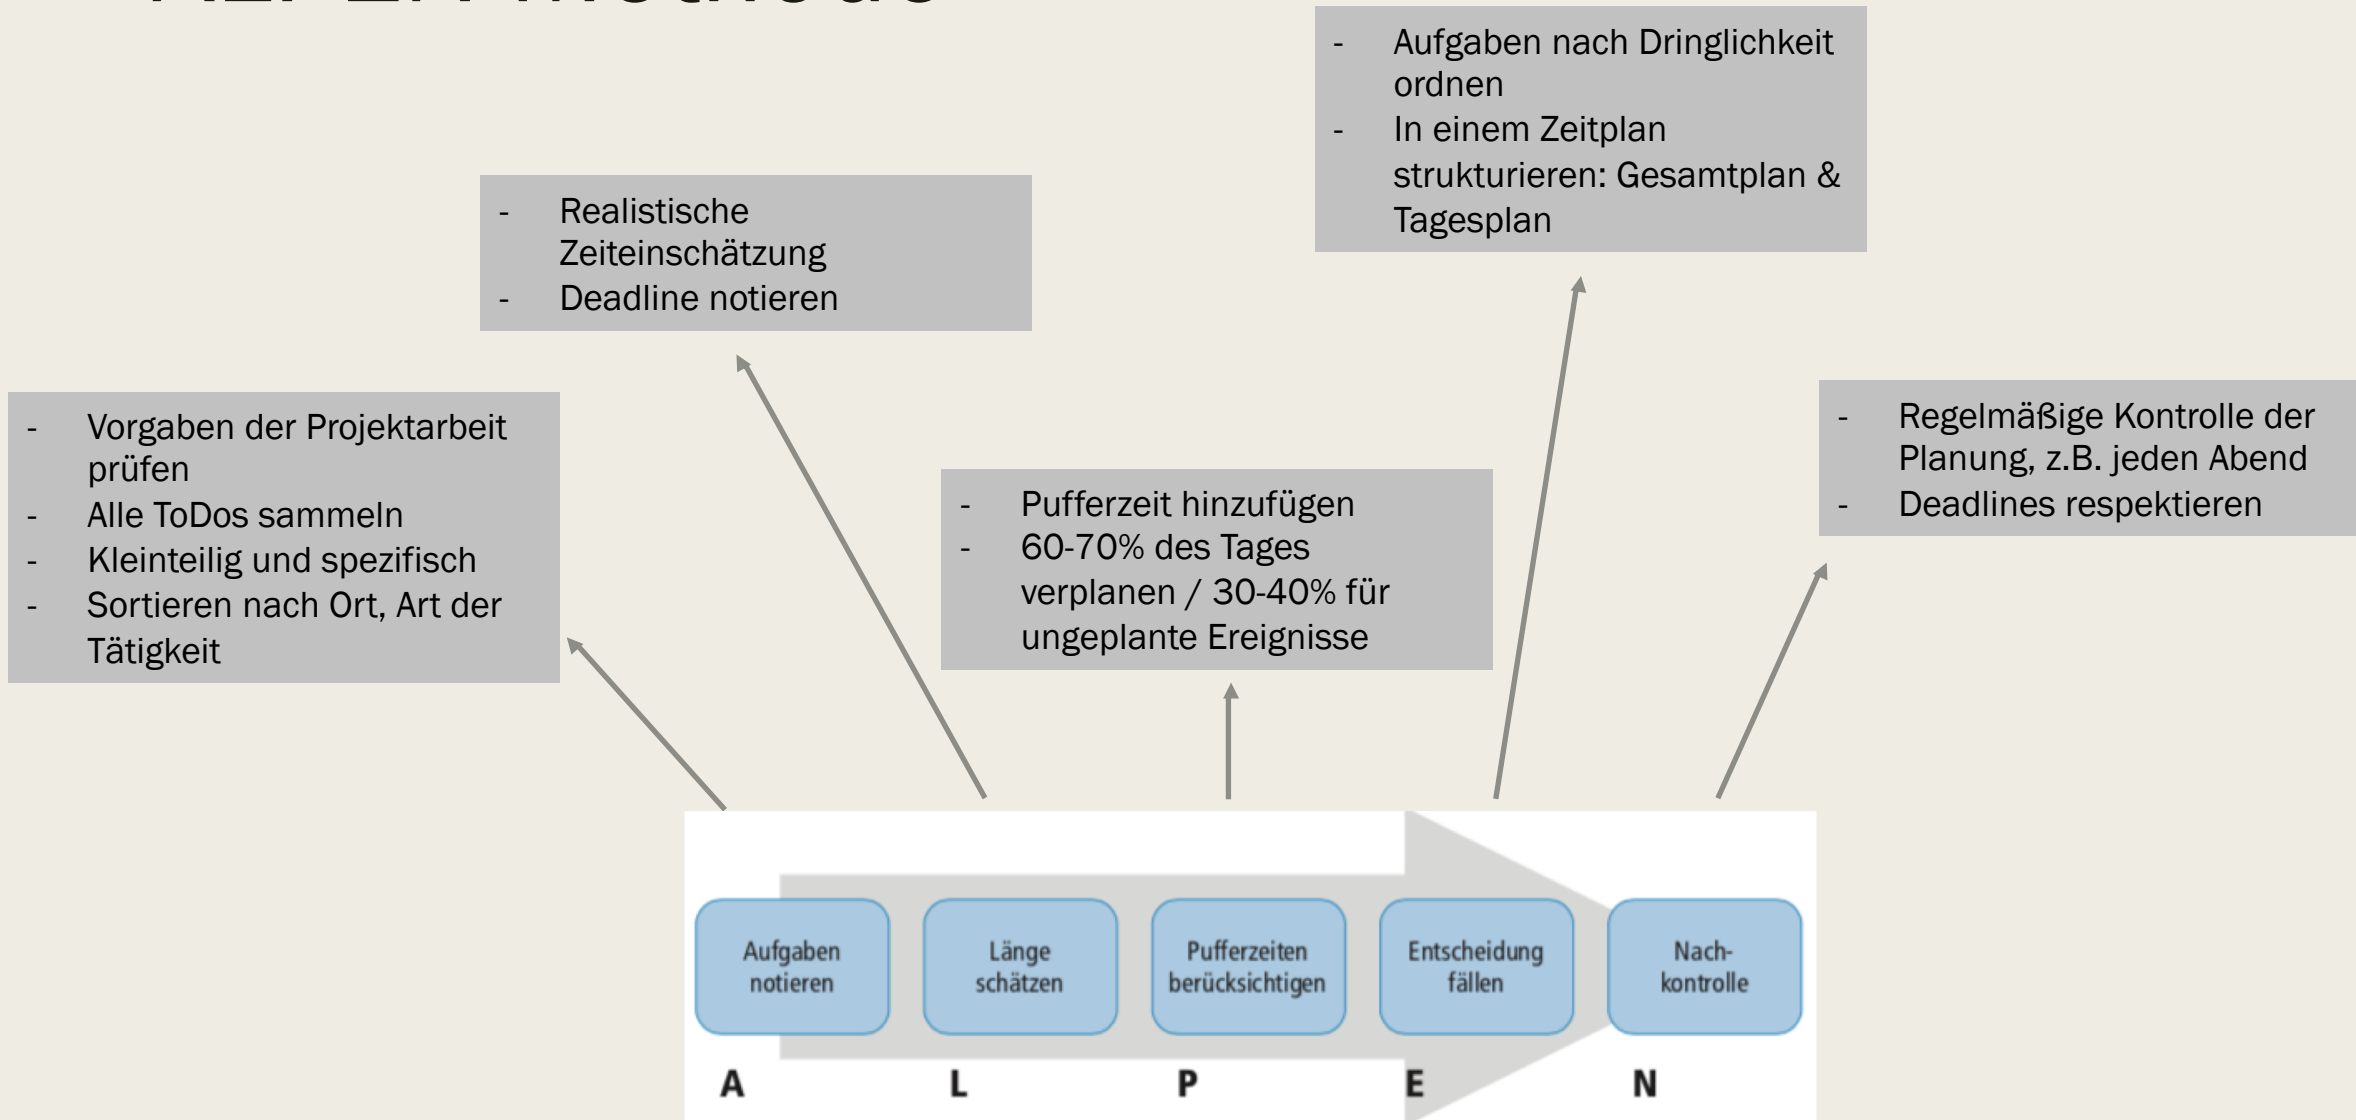 ALPEN-Methode
- Aufgaben nach Dringlichkeit
ordnen
- In einem Zeitplan
strukturieren: Gesamtplan &
Tagesplan
- Realistische
Zeiteinschätzung
- Deadline notieren
- Vorgaben der Projektarbeit
prüfen
- Alle ToDos sammeln
- Kleinteilig und spezifisch
- Sortieren nach Ort, Art der
Tätigkeit
- Pufferzeit hinzufügen
- 60-70% des Tages
verplanen / 30-40% für
ungeplante Ereignisse
- Regelmäßige Kontrolle der
Planung, z.B. jeden Abend
- Deadlines respektieren
Aufgaben
notieren
Länge
schätzen
Pufferzeiten
berücksichtigen
Entscheidung
fällen
Nach-
kontrolle
A
L
P
E
N